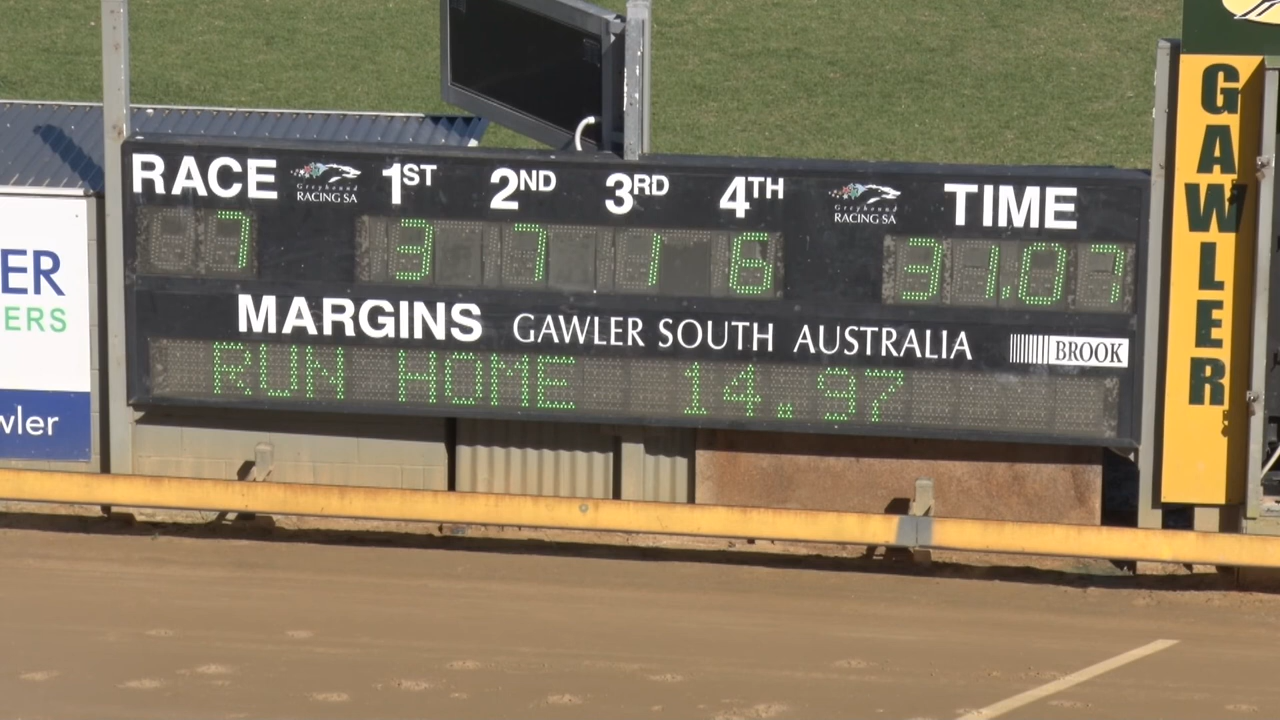 RACE Greyhound RACING SA 1ST 2ND 3RD 4TH Greyhound RACING SA TIME
7 3 7 1 6 31.07
MARGINS GAWLER SOUTH AUSTRALIA BROOK
RUN HOME 14.97
ER
ERS
wler
GAWLER